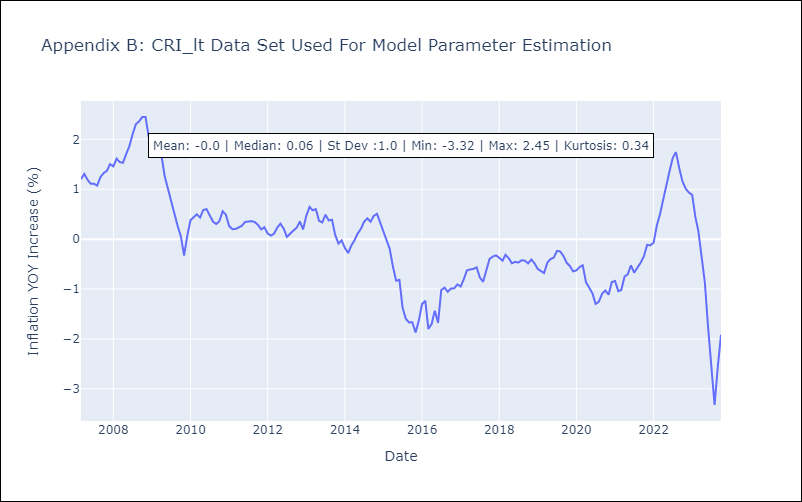 Appendix B: CRI_lt Data Set Used For Model Parameter Estimation
Mean: -0.0 | Median: 0.06 | St Dev :1.0 | Min: -3.32 | Max: 2.45 | Kurtosis: 0.34
Inflation YOY Increase (%)
2
1
0
−1
−2
−3
2008 2010 2012 2014 2016 2018 2020 2022
Date